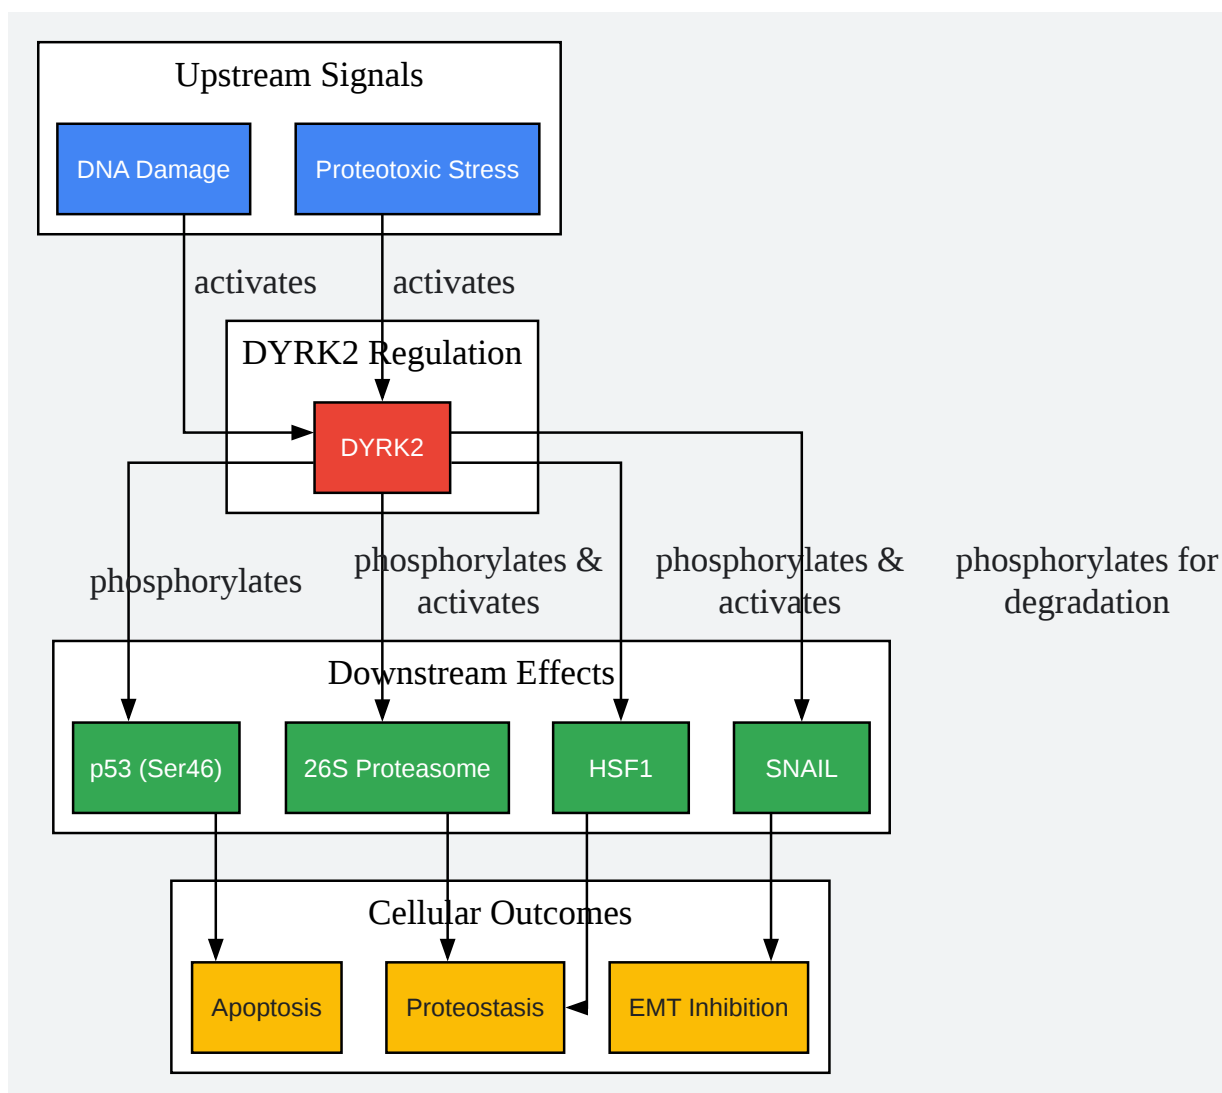 Upstream Signals
DNA Damage
Proteotoxic Stress
activates
activates
DYRK2 Regulation
DYRK2
phosphorylates
phosphorylates &
activates
phosphorylates &
activates
phosphorylates for
degradation
Downstream Effects
p53 (Ser46)
26S Proteasome
HSF1
SNAIL
Cellular Outcomes
Apoptosis
Proteostasis
EMT Inhibition